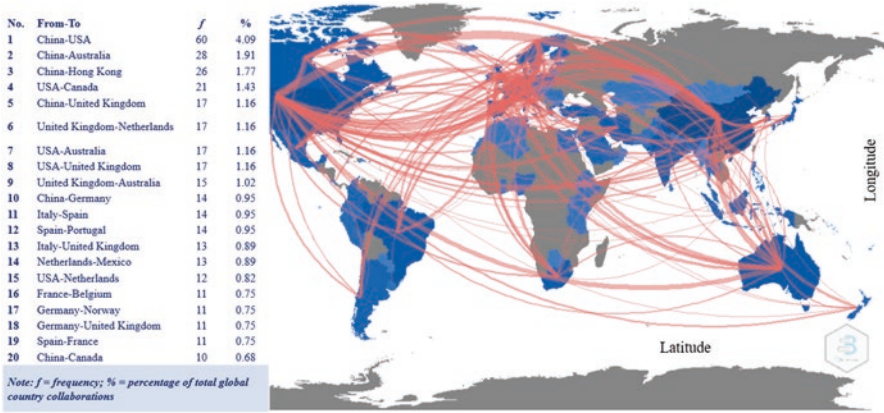 No. From-To f %
1 China-USA 60 4.09
2 China-Australia 28 1.91
3 China-Hong Kong 26 1.77
4 USA-Canada 21 1.43
5 China-United Kingdom 17 1.16
6 United Kingdom-Netherlands 17 1.16
7 USA-Australia 17 1.16
8 USA-United Kingdom 17 1.16
9 United Kingdom-Australia 15 1.02
10 China-Germany 14 0.95
11 Italy-Spain 14 0.95
12 Spain-Portugal 14 0.95
13 Italy-United Kingdom 13 0.89
14 Netherlands-Mexico 13 0.89
15 USA-Netherlands 12 0.82
16 France-Belgium 11 0.75
17 Germany-Norway 11 0.75
18 Germany-United Kingdom 11 0.75
19 Spain-France 11 0.75
20 China-Canada 10 0.68
Note: f = frequency; % = percentage of total global
country collaborations
Longitude
Latitude